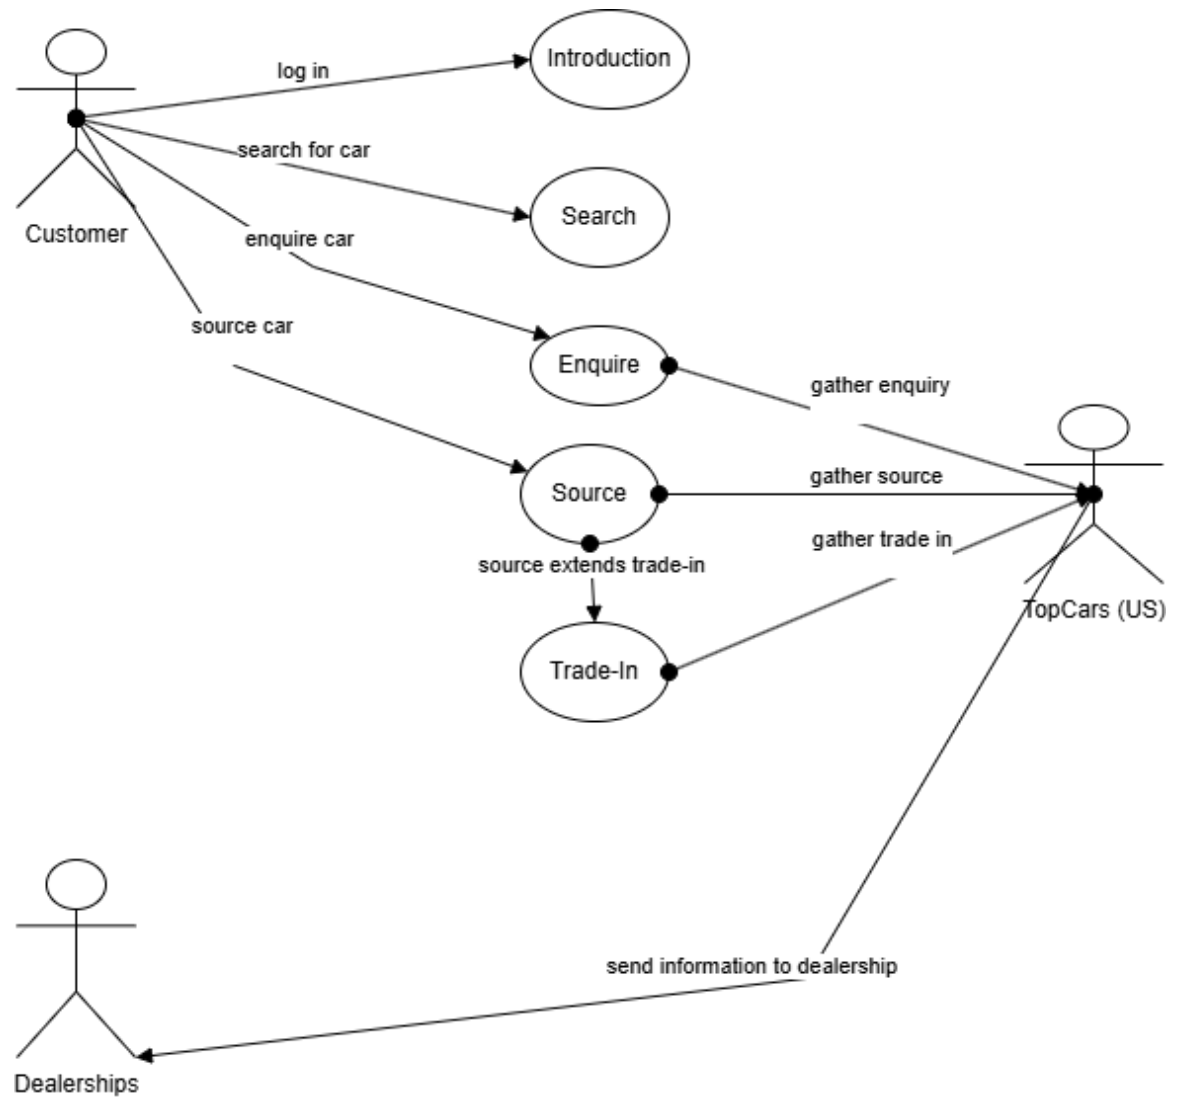 Introduction
log in
search for car
Search
Customer
enquire car
source car
Enquire
gather enquiry
Source
gather source
gather trade in
source extends trade-in
TopCars (US)
Trade-In
send information to dealership
Dealerships